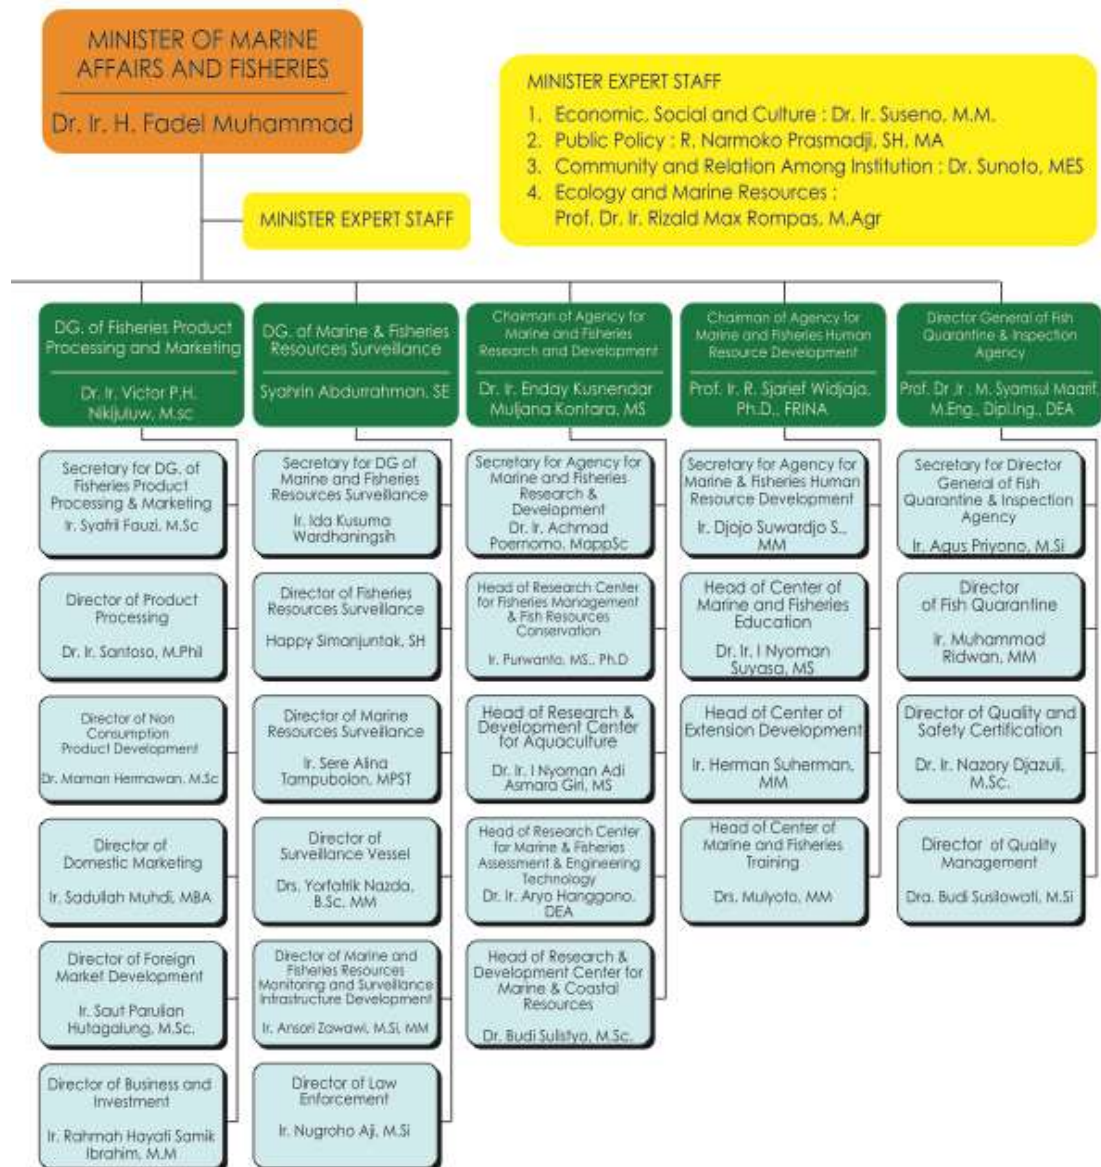 MINISTER OF MARINE
AFFAIRS AND FISHERIES
Dr. Ir. H. Fadel Muhammad
MINISTER EXPERT STAFF
1. Economic, Social and Culture : Dr. Ir. Suseno, M.M.
2. Public Policy : R. Narmoko Prasmadji, SH, MA
3. Community and Relation Among Institution : Dr. Sunoto, MES
4. Ecology and Marine Resources :
Prof. Dr. Ir. Rizald Max Rompas, M.Agr
MINISTER EXPERT STAFF
DG. of Fisheries Product
Processing and Marketing
Dr. Ir. Victor P.H.
Nikijuluw, M.sc
Secretary for DG. of
Fisheries Product
Processing & Marketing
Ir. Syafril Fauzi, M.Sc
Director of Product
Processing
Dr. Ir. Santoso, M.Phil
Director of Non
Consumption
Product Development
Dr. Maman Hermawan, M.Sc
Director of
Domestic Marketing
Ir. Sadullah Muhdi, MBA
Director of Foreign
Market Development
Ir. Saut Parulian
Hutagalung, M.Sc.
Director of Business and
Investment
Ir. Rahmah Hayati Samik
Ibrahim, M.M
DG. of Marine & Fisheries
Resources Surveillance
Syahrin Abdurrahman, SE
Secretary for DG of
Marine and Fisheries
Resources Surveillance
Ir. Ida Kusuma
Wardhaningsih
Director of Fisheries
Resources Surveillance
Happy Simanjuntak, SH
Director of Marine
Resources Surveillance
Ir. Sere Alina
Tampubolon, MPST
Director of
Surveillance Vessel
Drs. Yorfatrik Nazda,
B.Sc, MM
Director of Marine and
Fisheries Resources
Monitoring and Surveillance
Infrastructure Development
Ir. Ansori Zawawi, M.Si, MM
Director of Law
Enforcement
Ir. Nugroho Aji, M.Si
Chairman of Agency for
Marine and Fisheries
Research and Development
Dr. Ir. Enday Kusnendar
Muljana Kontara, MS
Secretary for Agency for
Marine and Fisheries
Research &
Development
Dr. Ir. Achmad
Poernomo, MappSc
Head of Research Center
for Fisheries Management
& Fish Resources
Conservation
Ir. Purwanto, MS., Ph.D
Head of Research &
Development Center
for Aquaculture
Dr. Ir. I Nyoman Adi
Asmara Giri, MS
Head of Research Center
for Marine & Fisheries
Assessment & Engineering
Technology
Dr. Ir. Aryo Hanggono,
DEA
Head of Research &
Development Center for
Marine & Coastal
Resources
Dr. Budi Sulistyo, M.Sc.
Chairman of Agency for
Marine and Fisheries Human
Resource Development
Prof. Ir. R. Sjarief Widjaja,
Ph.D., FRINA
Secretary for Agency for
Marine & Fisheries Human
Resource Development
Ir. Djojo Suwardjo S.,
MM
Head of Center of
Marine and Fisheries
Education
Dr. Ir. I Nyoman
Suyasa, MS
Head of Center of
Extension Development
Ir. Herman Suherman,
MM
Head of Center of
Marine and Fisheries
Training
Drs. Mulyoto, MM
Director General of Fish
Quarantine & Inspection
Agency
Prof. Dr .Ir : M. Syamsul Maarif,
M.Eng., Dipl.Ing., DEA
Secretary for Director
General of Fish
Quarantine & Inspection
Agency
Ir. Agus Priyono, M.Si
Director
of Fish Quarantine
Ir. Muhammad
Ridwan, MM
Director of Quality and
Safety Certification
Dr. Ir. Nazory Djazuli,
M.Sc.
Director of Quality
Management
Dra. Budi Susilowati, M.Si